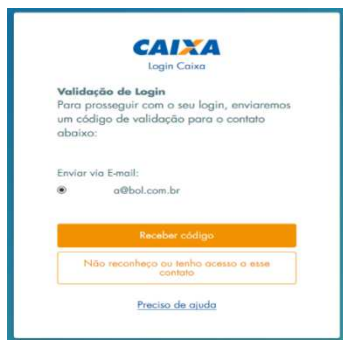 CAIXA
Login Caixa
Validação de Login
Para prosseguir com o seu login, enviaremos
um código de validação para o contato
abaixo:
Enviar via E-mail:
a@bol.com.br
Receber código
Não reconheço ou tenho acesso a esse
contato
Preciso de ajuda